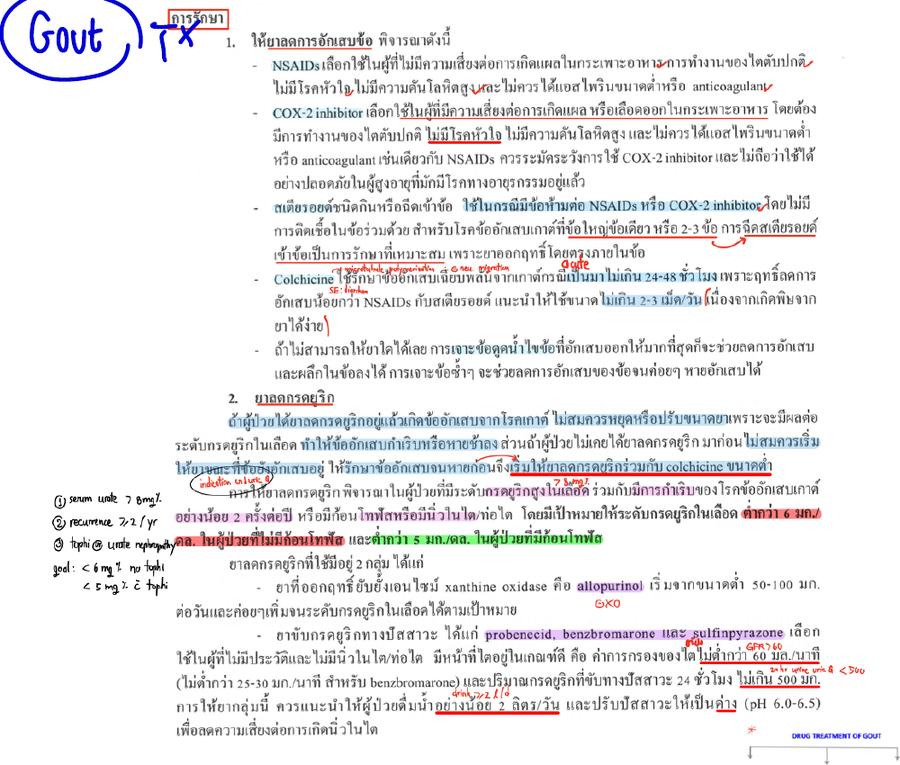 Gout, Tx
การรักษา
1. ให้ยาลดการอักเสบข้อ พิจารณาดังนี้
- NSAIDs เลือกใช้ในผู้ที่ไม่มีความเสี่ยงต่อการเกิดแผลในกระเพาะอาหาร การทำงานของไตดีปกติ
ไม่มีโรคหัวใจ ไม่มีความดันโลหิตสูง และไม่ควรได้แอสไพรินขนาดต่ำหรือ anticoagulant
- COX-2 inhibitor เลือกใช้ในผู้ที่มีความเสี่ยงต่อการเกิดแผล หรือเลือดออกในกระเพาะอาหาร โดยต้อง
มีการทำงานของไตดีปกติ ไม่มีโรคหัวใจ ไม่มีความดันโลหิตสูง และไม่ควรได้แอสไพรินขนาดต่ำ
หรือ anticoagulant เช่นเดียวกับ NSAIDs ควรระมัดระวังการใช้ COX-2 inhibitor และไม่ถือว่าใช้ได้
อย่างปลอดภัยในผู้สูงอายุที่มักมีโรคทางอายุรกรรมอยู่แล้ว
- สเตียรอยด์ชนิดกินหรือฉีดเข้าข้อ ใช้ในกรณีมีข้อห้ามต่อ NSAIDs หรือ COX-2 inhibitor โดยไม่มี
การติดเชื้อในข้อร่วมด้วย สำหรับโรคข้ออักเสบเกาต์ที่ข้อใหญ่ข้อเดียว หรือ 2-3 ข้อ การฉีดสเตียรอยด์
เข้าข้อเป็นการรักษาที่เหมาะสม เพราะยาออกฤทธิ์โดยตรงภายในข้อ
acute
- Colchicine ใช้รักษาข้ออักเสบเฉียบพลันจากเกาต์กรณีเป็นมาไม่เกิน 24-48 ชั่วโมง เพราะฤทธิ์ลดการ
อักเสบน้อยกว่า NSAIDs กับสเตียรอยด์ แนะนำให้ใช้ขนาดไม่เกิน 2-3 เม็ด/วัน (เนื่องจากเกิดพิษจาก
ยาได้ง่าย)
- ถ้าไม่สามารถให้ยาใดได้เลย การเจาะข้อดูดน้ำไขข้อที่อักเสบออกให้มากที่สุดก็จะช่วยลดการอักเสบ
และผลึกในข้อลงได้ การเจาะข้อซ้ำๆ จะช่วยลดการอักเสบของข้อจนค่อยๆ หายอักเสบได้
2. ยาลดกรดยูริก
ถ้าผู้ป่วยได้ยาลดกรดยูริกอยู่แล้วเกิดข้ออักเสบจากโรคเกาต์ ไม่สมควรหยุดหรือปรับขนาดยาเพราะจะมีผลต่อ
ระดับกรดยูริกในเลือด ทำให้ข้ออักเสบกำเริบหรือหายช้าลง ส่วนถ้าผู้ป่วยไม่เคยได้ยาลดกรดยูริก มาก่อน ไม่สมควรเริ่ม
ให้ยาขณะที่ข้อยังอักเสบอยู่ ให้รักษาข้ออักเสบจนหายก่อนจึงเริ่มให้ยาลดกรดยูริกร่วมกับ colchicine ขนาดต่ำ
> 8 mg%
การให้ยาลดกรดยูริก พิจารณาในผู้ป่วยที่มีระดับกรดยูริกสูงในเลือด ร่วมกับมีการกำเริบของโรคข้ออักเสบเกาต์
อย่างน้อย 2 ครั้งต่อปี หรือมีก้อนโทฟัสหรือมีนิ่วในไต/ท่อไต โดยมีเป้าหมายให้ระดับกรดยูริกในเลือด ต่ำกว่า 6 มก./
ดล. ในผู้ป่วยที่ไม่มีก้อนโทฟัส และต่ำกว่า 5 มก./ดล. ในผู้ป่วยที่มีก้อนโทฟัส
① serum urate > 8 mg%
② recurrence ≥ 2 / yr
③ tophi urate nephropathy
goal : < 6 mg% no tophi
< 5 mg% c̄ tophi
ยาลดกรดยูริกที่ใช้มีอยู่ 2 กลุ่ม ได้แก่
- ยาที่ออกฤทธิ์ยับยั้งเอนไซม์ xanthine oxidase คือ allopurinol เริ่มจากขนาดต่ำ 50-100 มก.
ต่อวันและค่อยๆเพิ่มจนระดับกรดยูริกในเลือดได้ตามเป้าหมาย
⊖XO
- ยาขับกรดยูริกทางปัสสาวะ ได้แก่ probenecid, benzbromarone และ sulfinpyrazone เลือก
GFR > 60
ใช้ในผู้ที่ไม่มีประวัติและไม่มีนิ่วในไต/ท่อไต มีหน้าที่ไตอยู่ในเกณฑ์ดี คือ ค่าการกรองของไตไม่ต่ำกว่า 60 มล./นาที
(ไม่ต่ำกว่า 25-30 มก./นาที สำหรับ benzbromarone) และปริมาณกรดยูริกที่ขับทางปัสสาวะ 24 ชั่วโมง ไม่เกิน 500 มก.
drink ≥ 2 l/d
การให้ยากลุ่มนี้ ควรแนะนำให้ผู้ป่วยดื่มน้ำอย่างน้อย 2 ลิตร/วัน และปรับปัสสาวะให้เป็นด่าง (pH 6.0-6.5)
เพื่อลดความเสี่ยงต่อการเกิดนิ่วในไต
DRUG TREATMENT OF GOUT